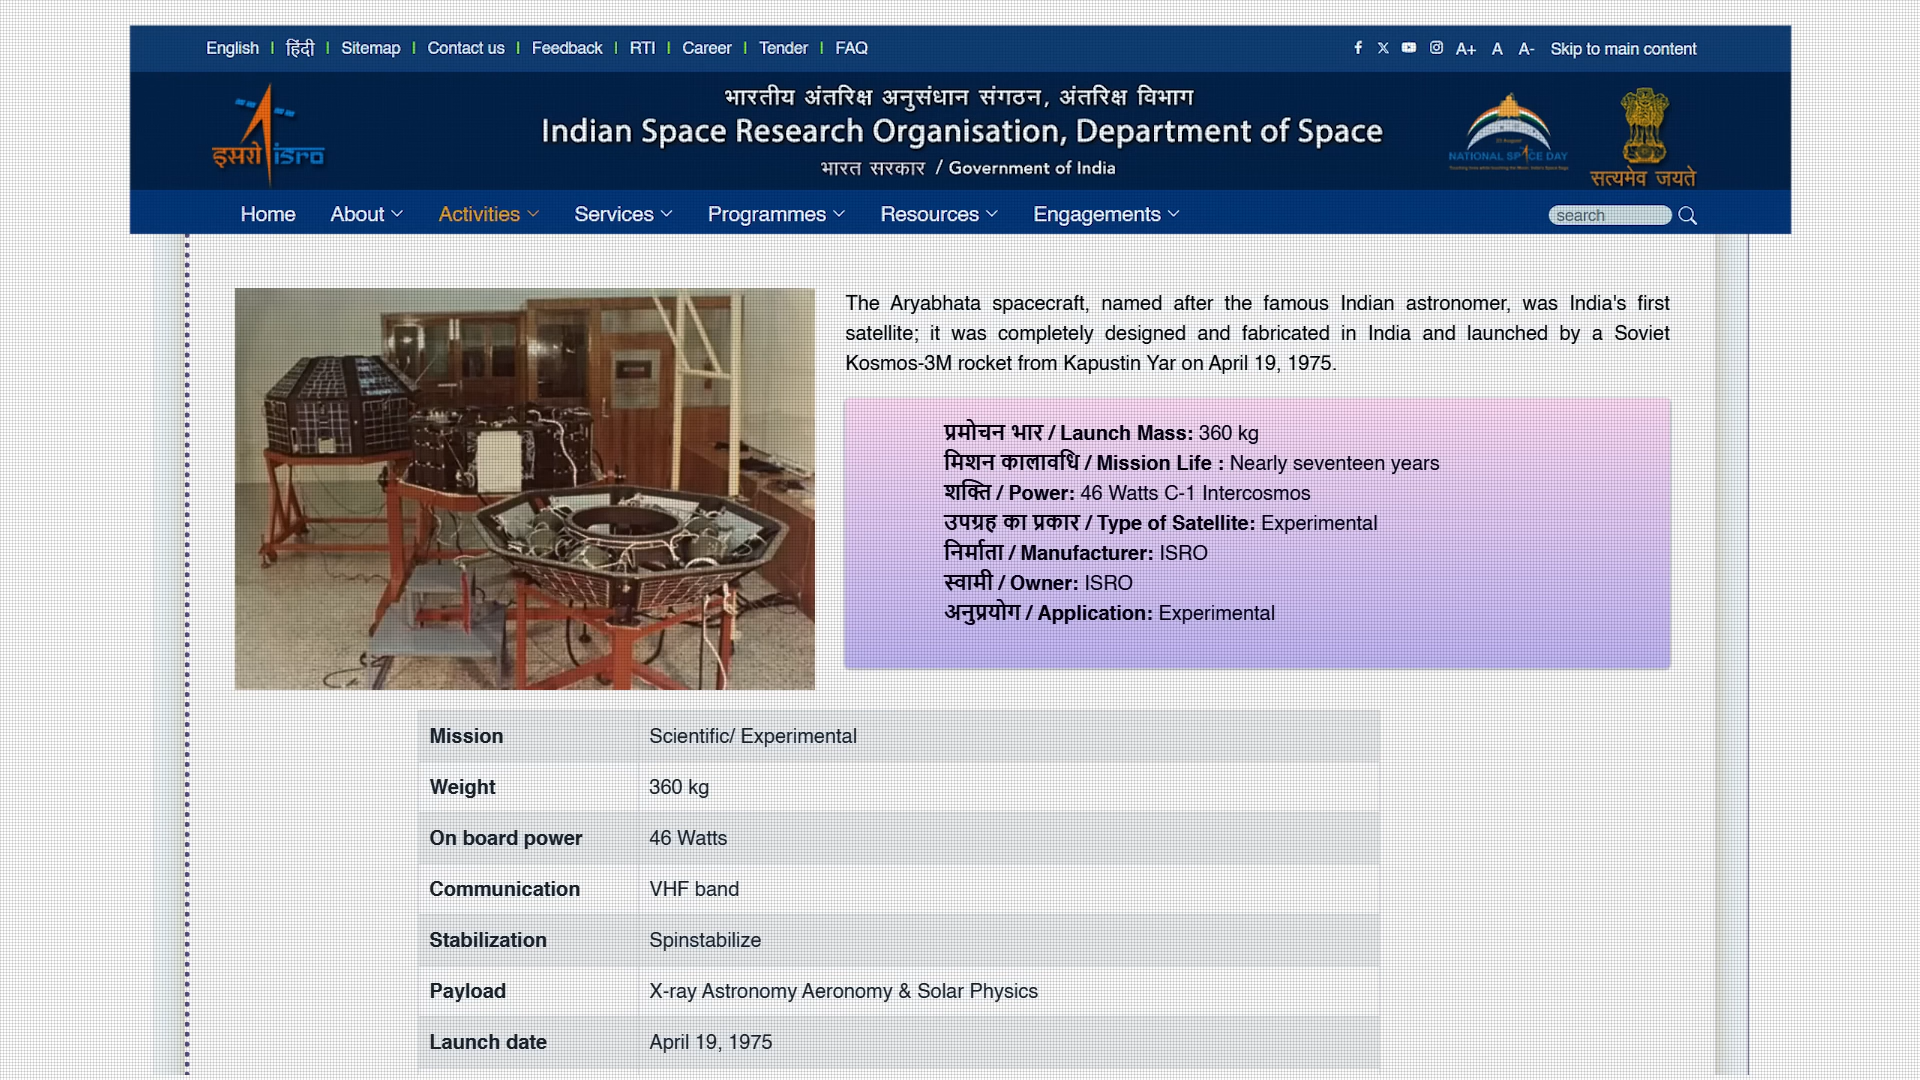 English हिंदी Sitemap Contact us Feedback RTI Career Tender FAQ A+ A A- Skip to main content
भारतीय अंतरिक्ष अनुसंधान संगठन, अंतरिक्ष विभाग
Indian Space Research Organisation, Department of Space
भारत सरकार / Government of India
इसरो isro
NATIONAL SPACE DAY
सत्यमेव जयते
Home About Activities Services Programmes Resources Engagements search
The Aryabhata spacecraft, named after the famous Indian astronomer, was India's first
satellite; it was completely designed and fabricated in India and launched by a Soviet
Kosmos-3M rocket from Kapustin Yar on April 19, 1975.
प्रमोचन भार / Launch Mass: 360 kg
मिशन कालावधि / Mission Life : Nearly seventeen years
शक्ति / Power: 46 Watts C-1 Intercosmos
उपग्रह का प्रकार / Type of Satellite: Experimental
निर्माता / Manufacturer: ISRO
स्वामी / Owner: ISRO
अनुप्रयोग / Application: Experimental
Mission Scientific/ Experimental
Weight 360 kg
On board power 46 Watts
Communication VHF band
Stabilization Spinstabilize
Payload X-ray Astronomy Aeronomy & Solar Physics
Launch date April 19, 1975